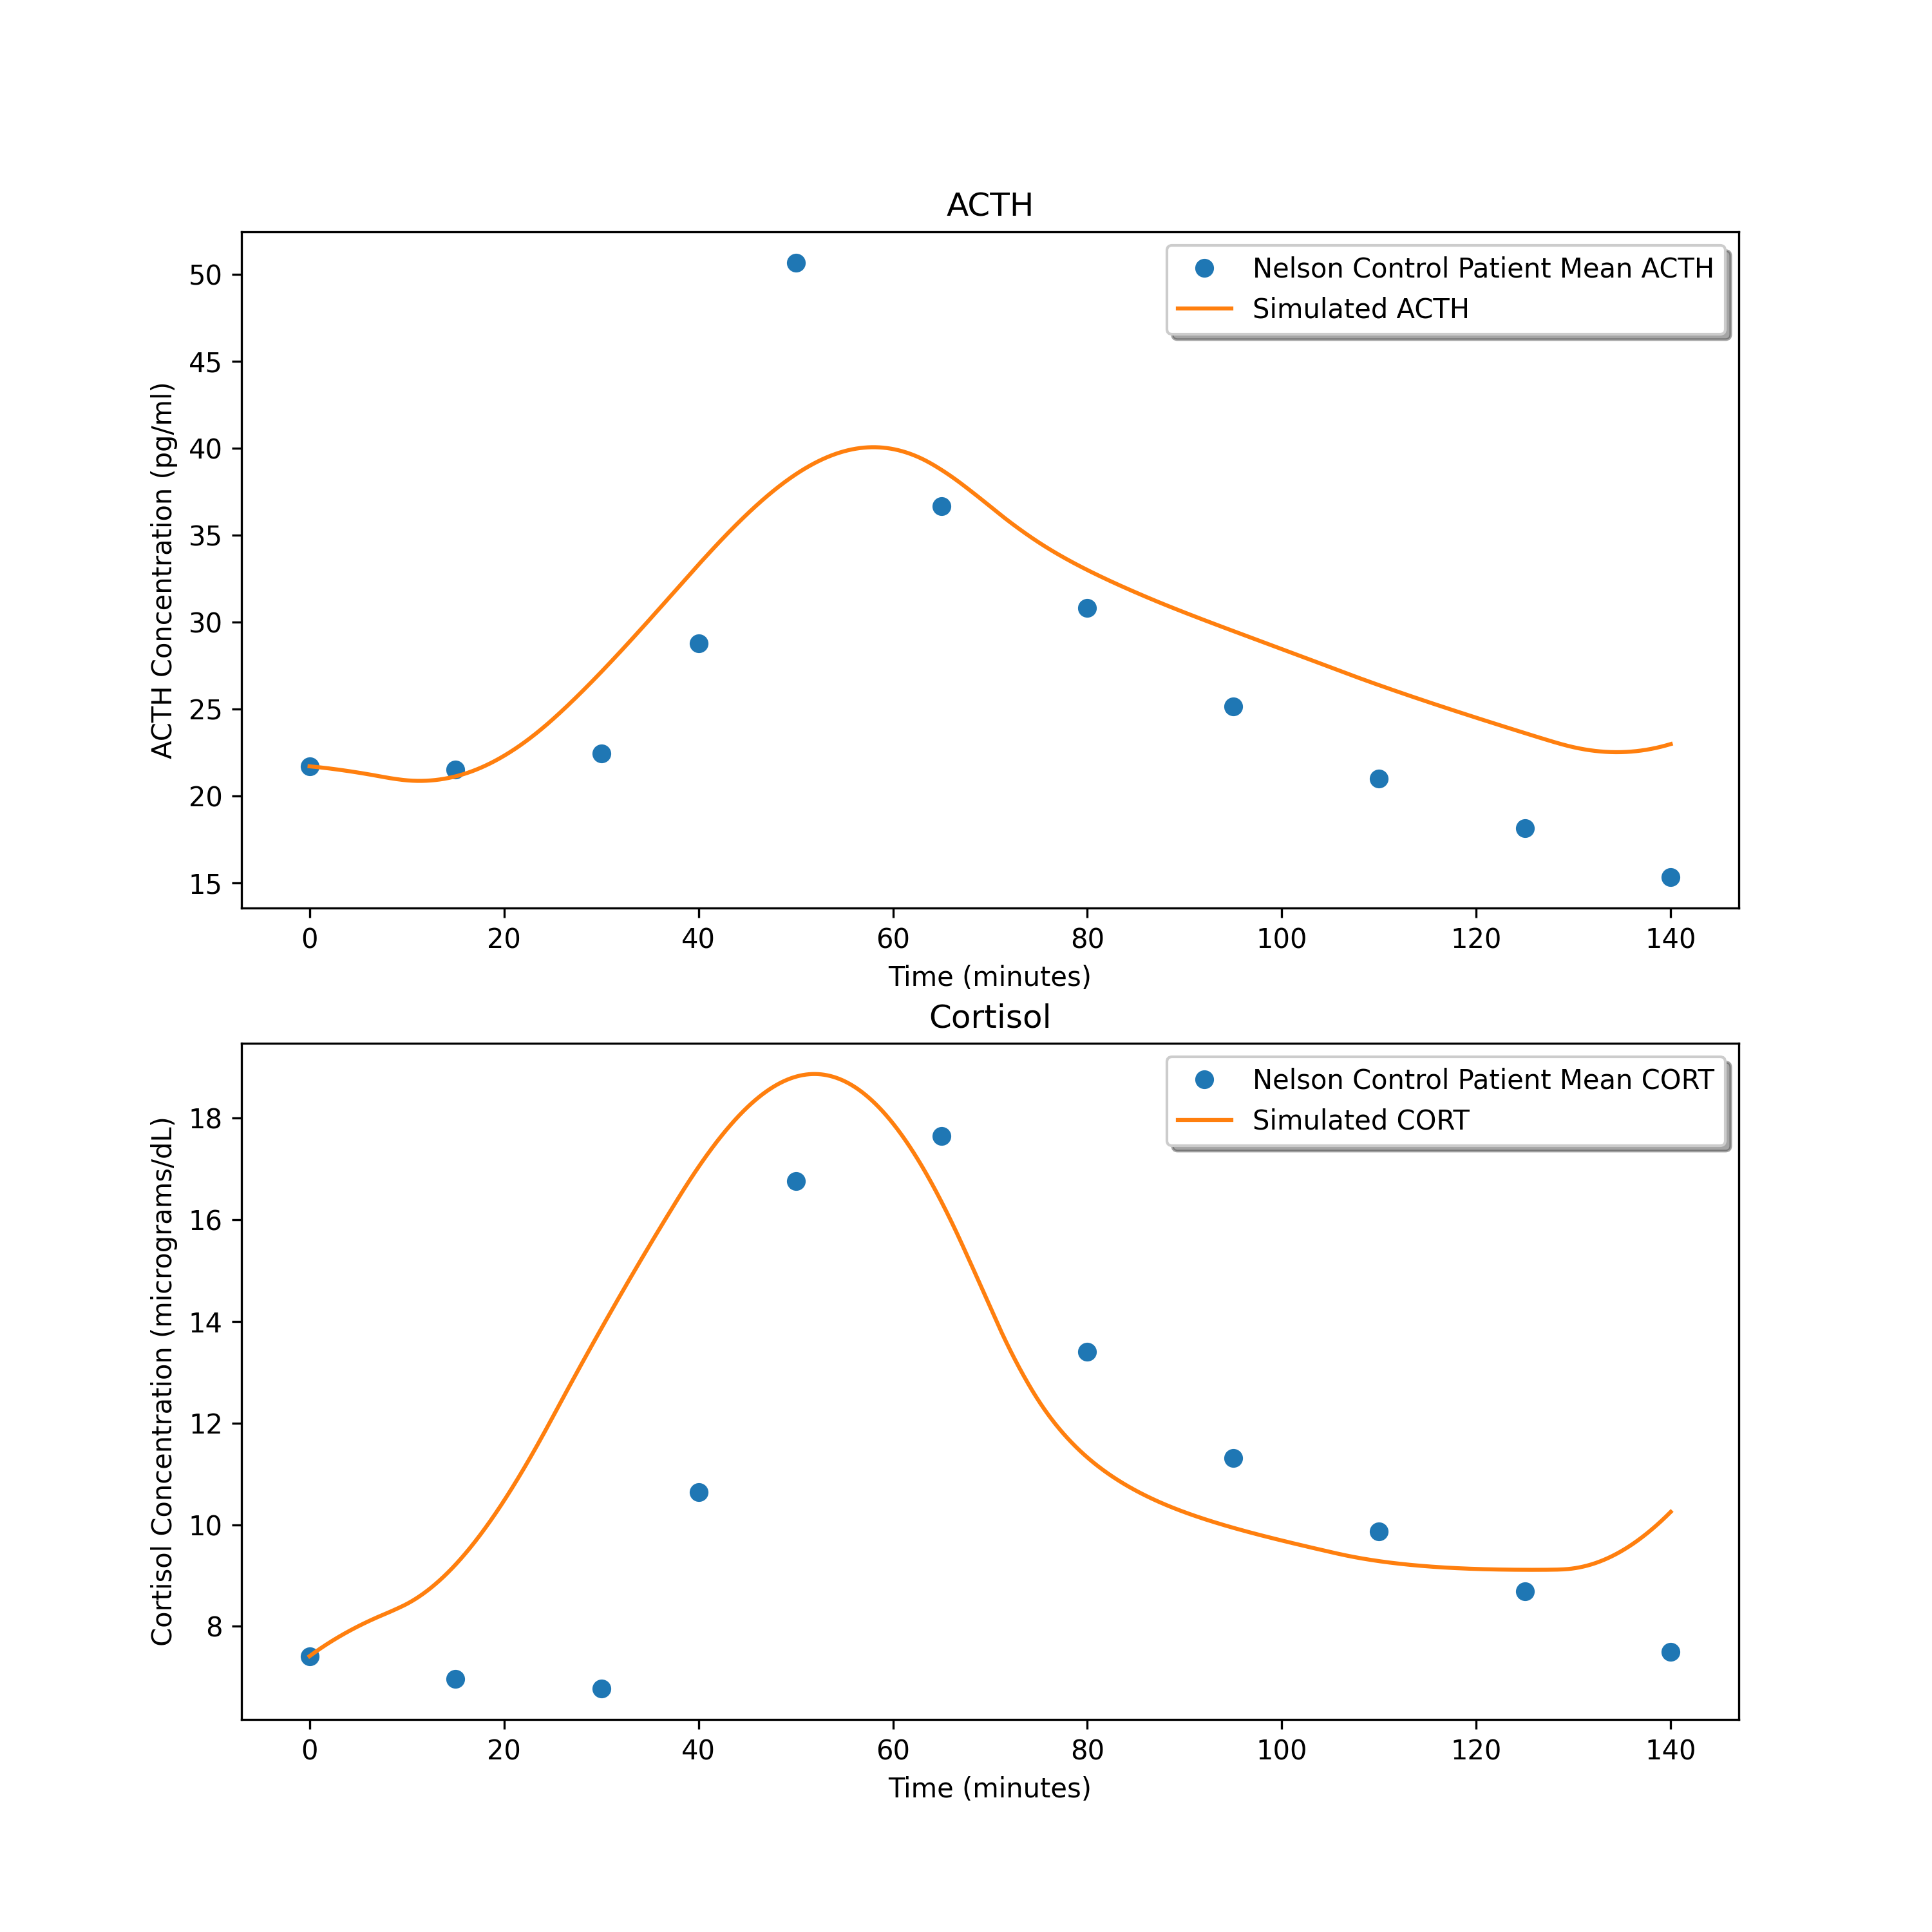 ACTH
Nelson Control Patient Mean ACTH
Simulated ACTH
ACTH Concentration (pg/ml)
50
45
40
35
30
25
20
15
0 20 40 60 80 100 120 140
Time (minutes)
Cortisol
Nelson Control Patient Mean CORT
Simulated CORT
Cortisol Concentration (micrograms/dL)
18
16
14
12
10
8
0 20 40 60 80 100 120 140
Time (minutes)